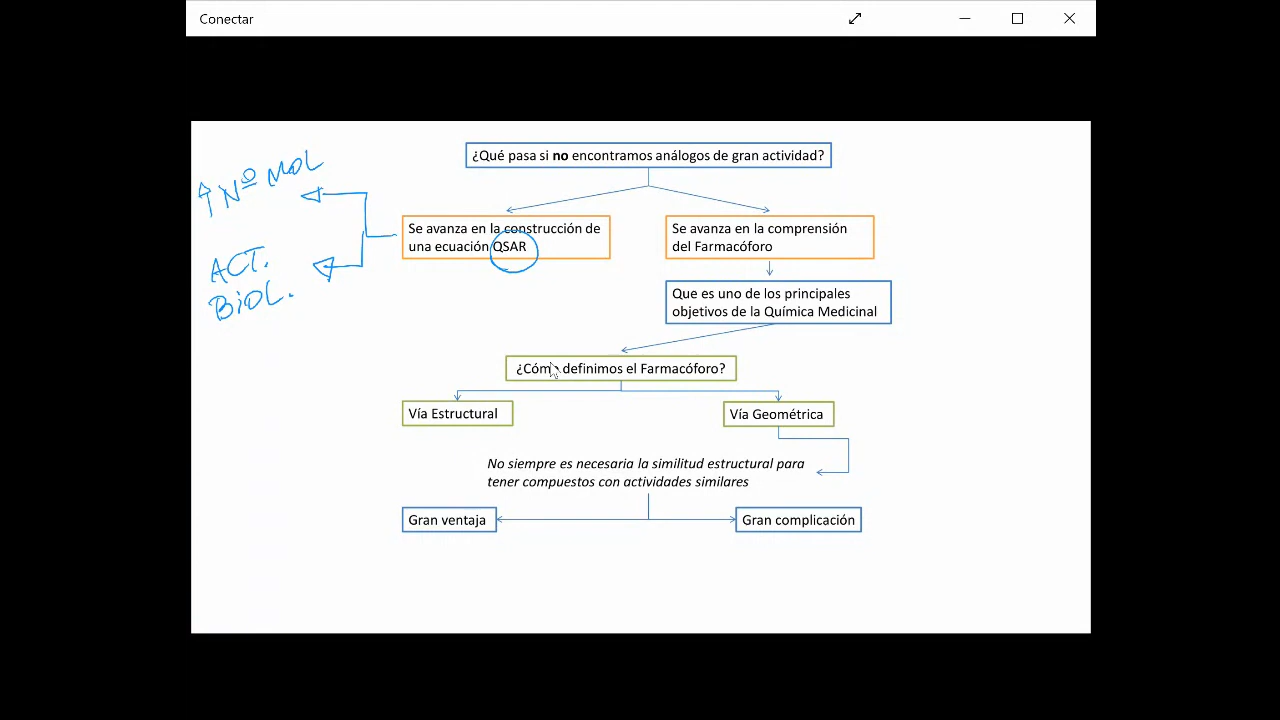 Conectar
¿Qué pasa si no encontramos análogos de gran actividad?
↑ Nº MOL
ACT.
BIOL.
Se avanza en la construcción de
una ecuación QSAR
Se avanza en la comprensión
del Farmacóforo
Que es uno de los principales
objetivos de la Química Medicinal
¿Cómo definimos el Farmacóforo?
Vía Estructural
Vía Geométrica
No siempre es necesaria la similitud estructural para
tener compuestos con actividades similares
Gran ventaja
Gran complicación